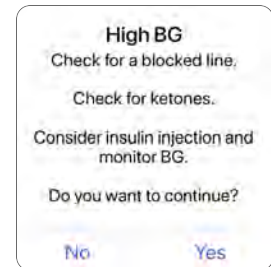 High BG
Check for a blocked line.
Check for ketones.
Consider insulin injection and
monitor BG.
Do you want to continue?
No Yes